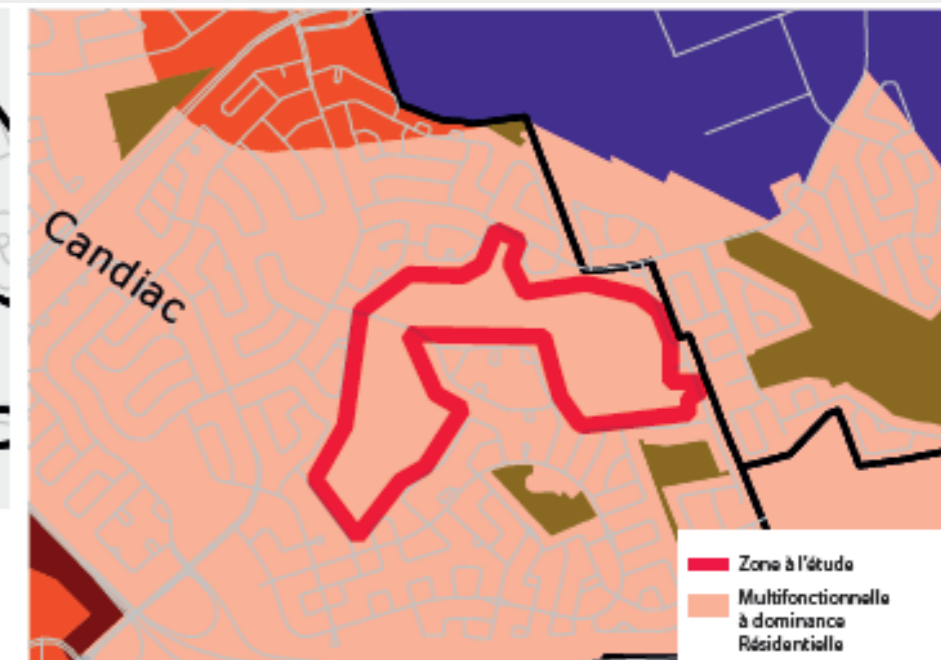 Candiac
Zone à l'étude
Multifonctionnelle
à dominance
Résidentielle